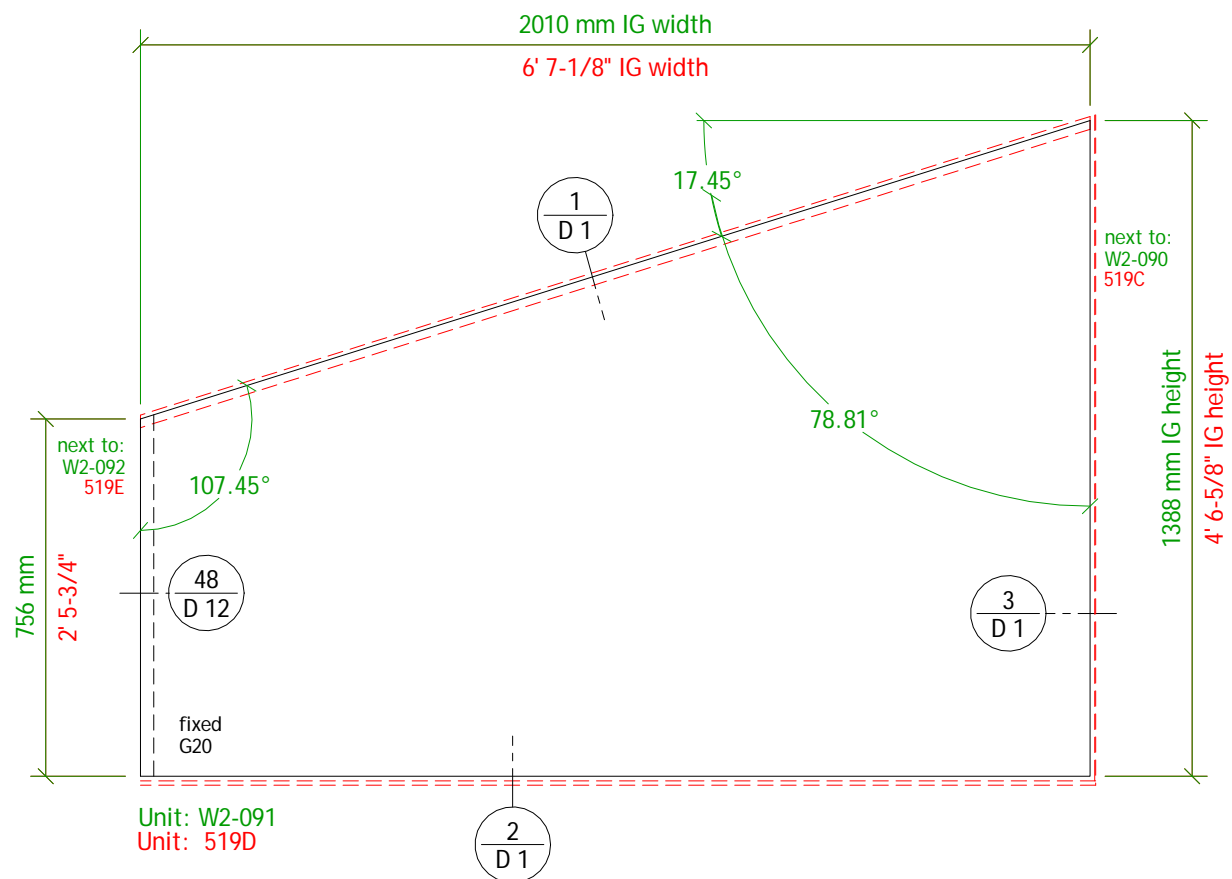 2010 mm IG width
6' 7-1/8" IG width
17.45°
1
D 1
next to:
W2-090
519C
78.81°
1388 mm IG height
4' 6-5/8" IG height
next to:
W2-092
519E
107.45°
756 mm
2' 5-3/4"
48
D 12
3
D 1
fixed
G20
Unit: W2-091
Unit: 519D
2
D 1